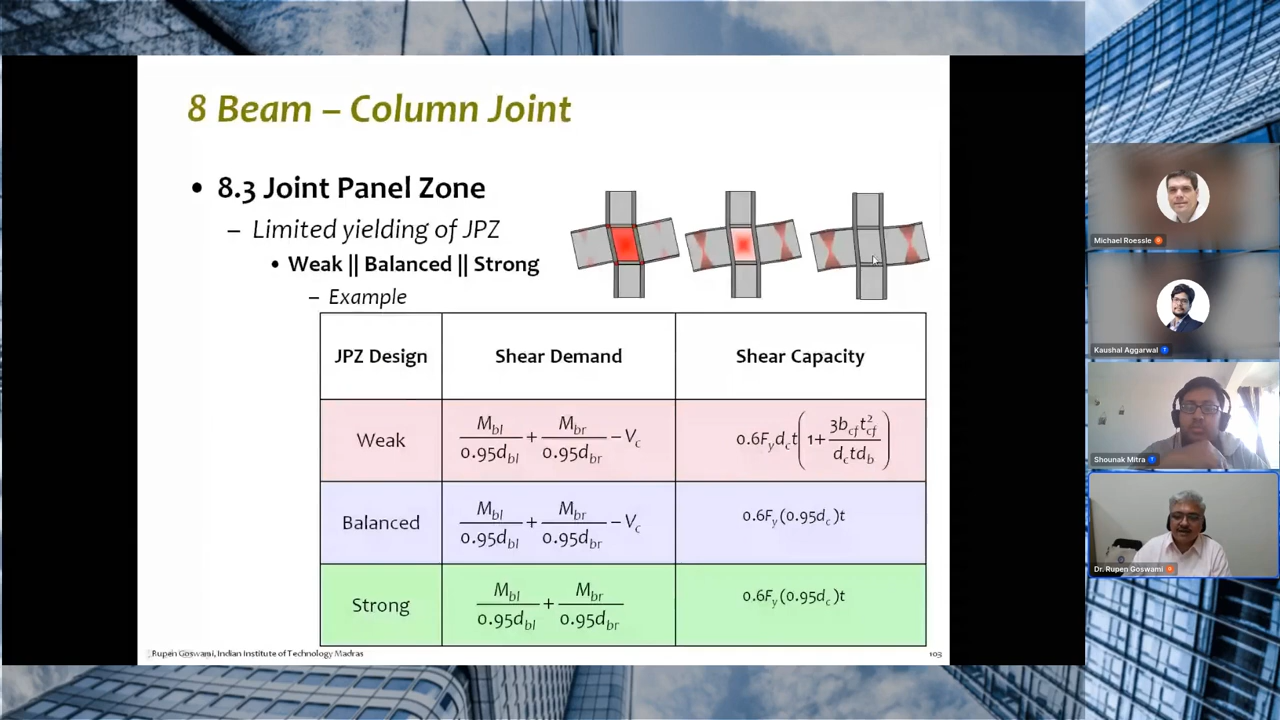 8 Beam – Column Joint
• 8.3 Joint Panel Zone
– Limited yielding of JPZ
• Weak || Balanced || Strong
– Example
JPZ Design Shear Demand Shear Capacity
Weak M_bl/0.95d_bl + M_br/0.95d_br − V_c 0.6F_y d_c t(1 + 3b_cf t_cf^2/d_c t d_b)
Balanced M_bl/0.95d_bl + M_br/0.95d_br − V_c 0.6F_y(0.95d_c)t
Strong M_bl/0.95d_bl + M_br/0.95d_br 0.6F_y(0.95d_c)t
Rupen Goswami, Indian Institute of Technology Madras 103
Michael Roessle
Kaushal Aggarwal
Shounak Mitra
Dr. Rupen Goswami